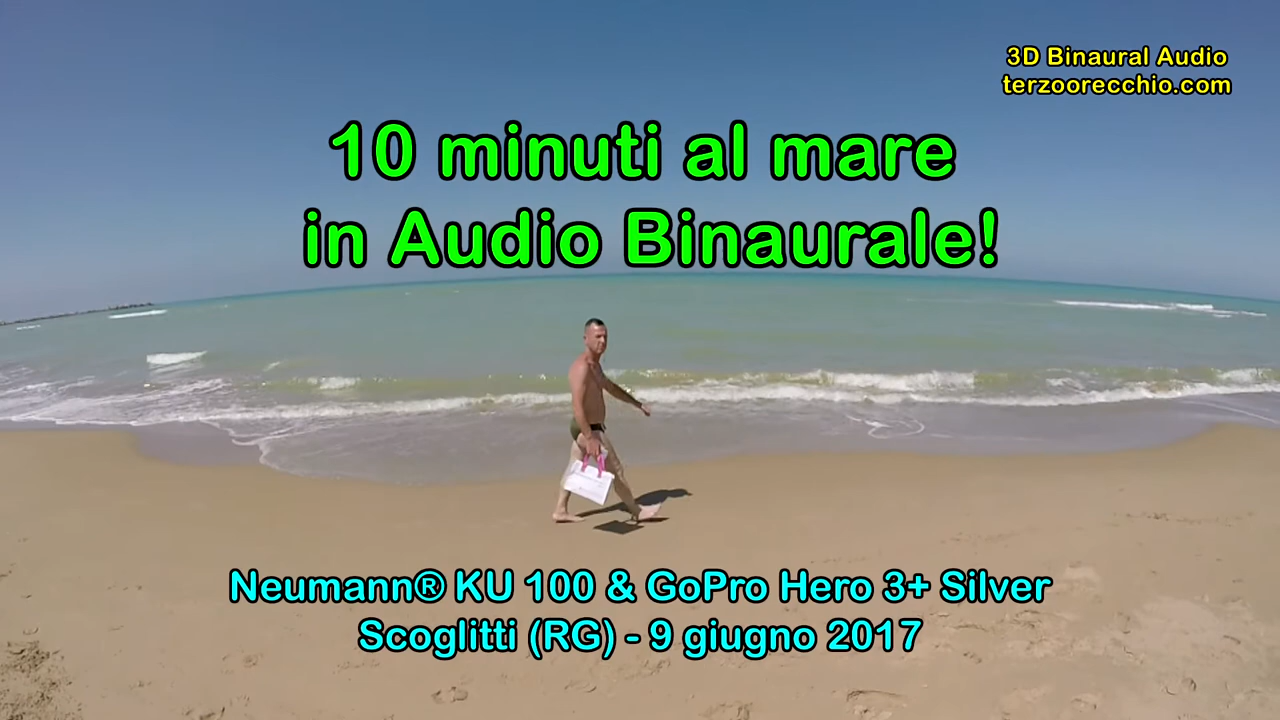 3D Binaural Audio
terzoorecchio.com
10 minuti al mare
in Audio Binaurale!
Neumann® KU 100 & GoPro Hero 3+ Silver
Scoglitti (RG) - 9 giugno 2017